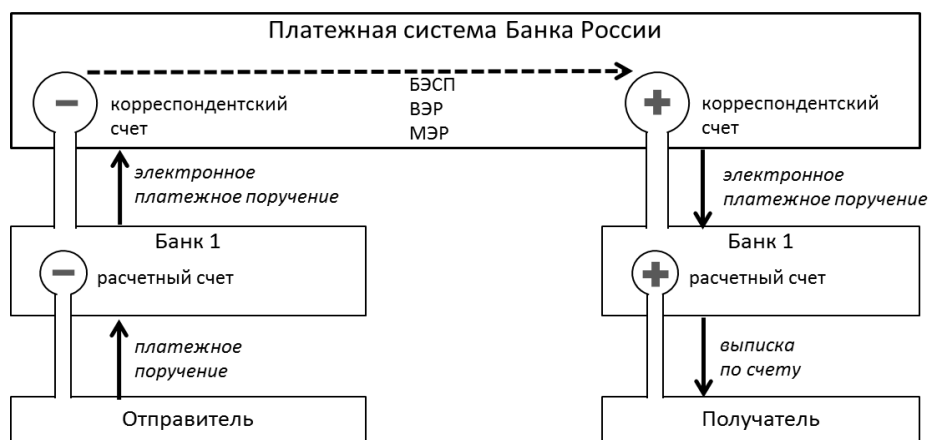 Платежная система Банка России
БЭСП
ВЭР
МЭР
корреспондентский
счет
корреспондентский
счет
электронное
платежное поручение
электронное
платежное поручение
Банк 1
расчетный счет
Банк 1
расчетный счет
платежное
поручение
выписка
по счету
Отправитель
Получатель